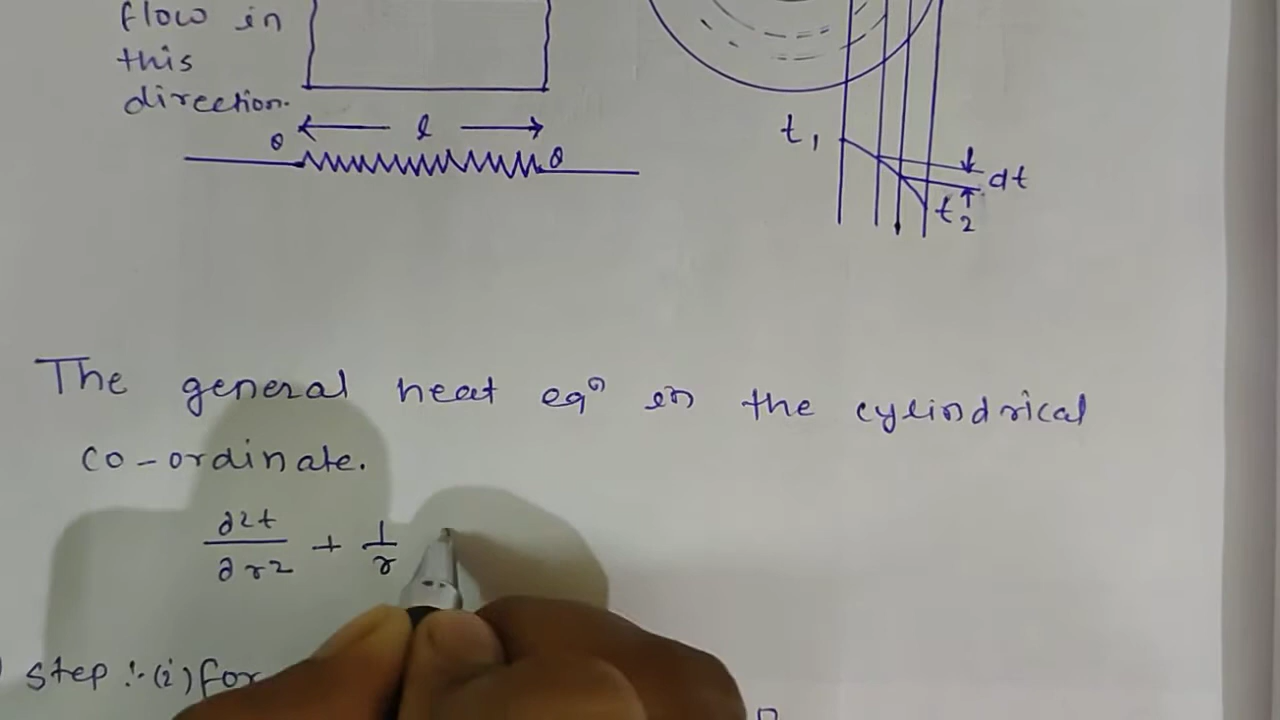 flow in
this
direction.
l
Q
Q
t1
dt
t2
The general heat eqn in the cylindrical
co-ordinate.
∂2t/∂r2 + 1/r
step :- (i) for